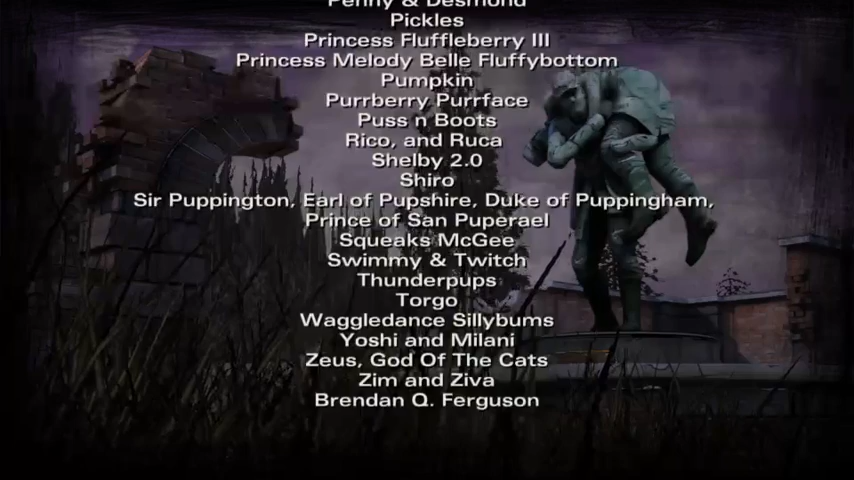 Penny & Desmond
Pickles
Princess Fluffleberry III
Princess Melody Belle Fluffybottom
Pumpkin
Purrberry Purrface
Puss n Boots
Rico, and Ruca
Shelby 2.0
Shiro
Sir Puppington, Earl of Pupshire, Duke of Puppingham,
Prince of San Puperael
Squeaks McGee
Swimmy & Twitch
Thunderpups
Torgo
Waggledance Sillybums
Yoshi and Milani
Zeus, God Of The Cats
Zim and Ziva
Brendan Q. Ferguson